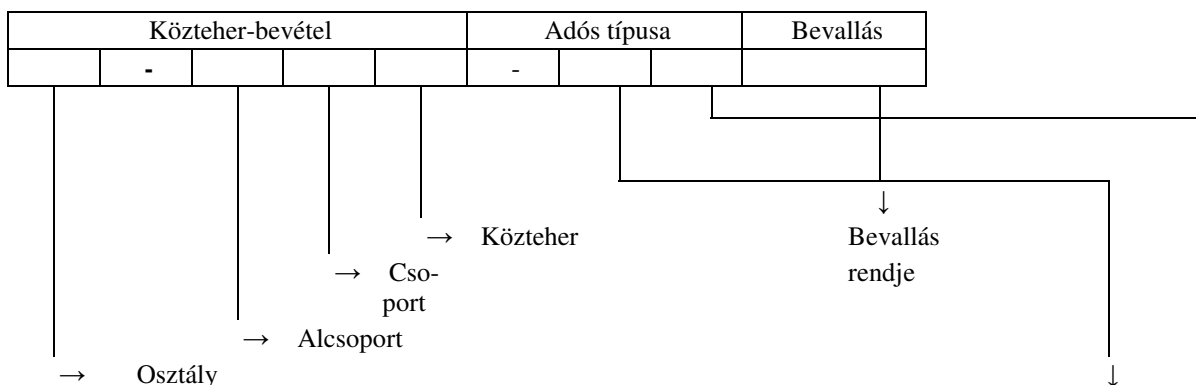 Közteher-bevétel Adós típusa Bevallás
- -
↓
→ Közteher Bevallás
→ Cso- rendje
port
→ Alcsoport
→ Osztály ↓